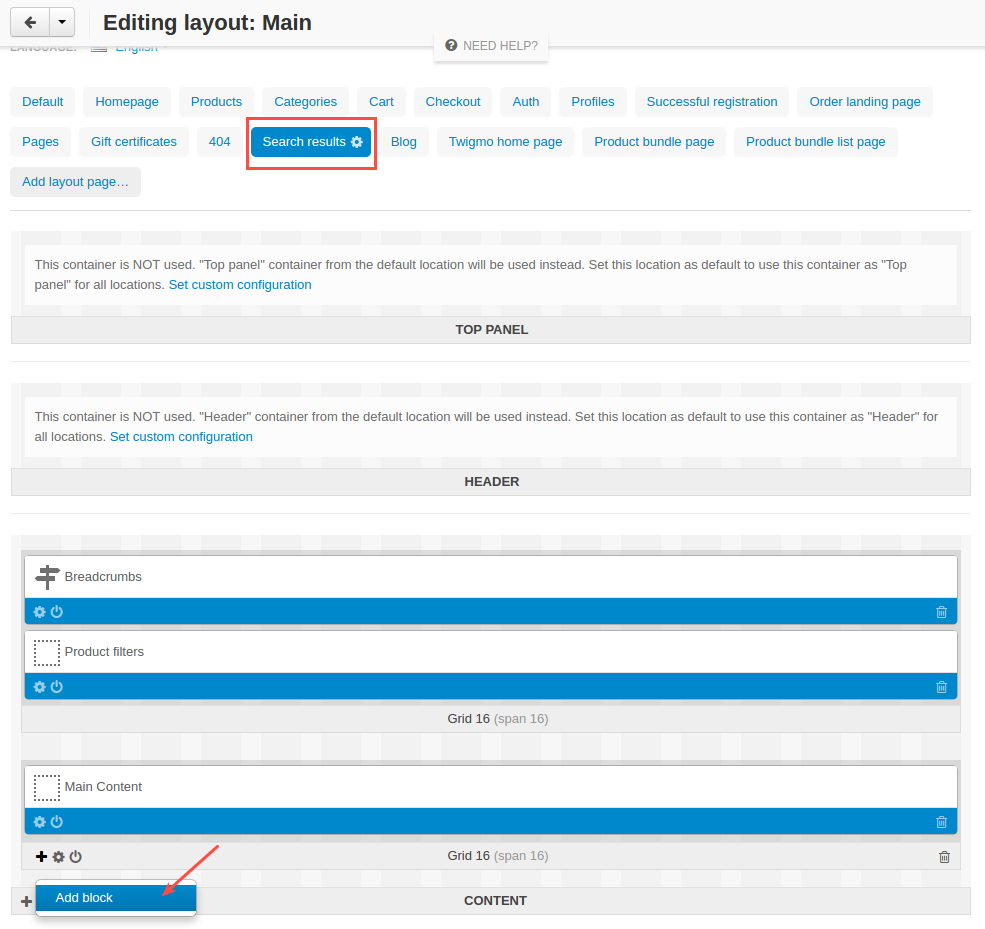 Editing layout: Main
NEED HELP?
LANGUAGE: English
Default Homepage Products Categories Cart Checkout Auth Profiles Successful registration Order landing page
Pages Gift certificates 404 Search results Blog Twigmo home page Product bundle page Product bundle list page
Add layout page…
This container is NOT used. "Top panel" container from the default location will be used instead. Set this location as default to use this container as "Top
panel" for all locations. Set custom configuration
TOP PANEL
This container is NOT used. "Header" container from the default location will be used instead. Set this location as default to use this container as "Header" for
all locations. Set custom configuration
HEADER
Breadcrumbs
Product filters
Grid 16 (span 16)
Main Content
Grid 16 (span 16)
Add block
CONTENT